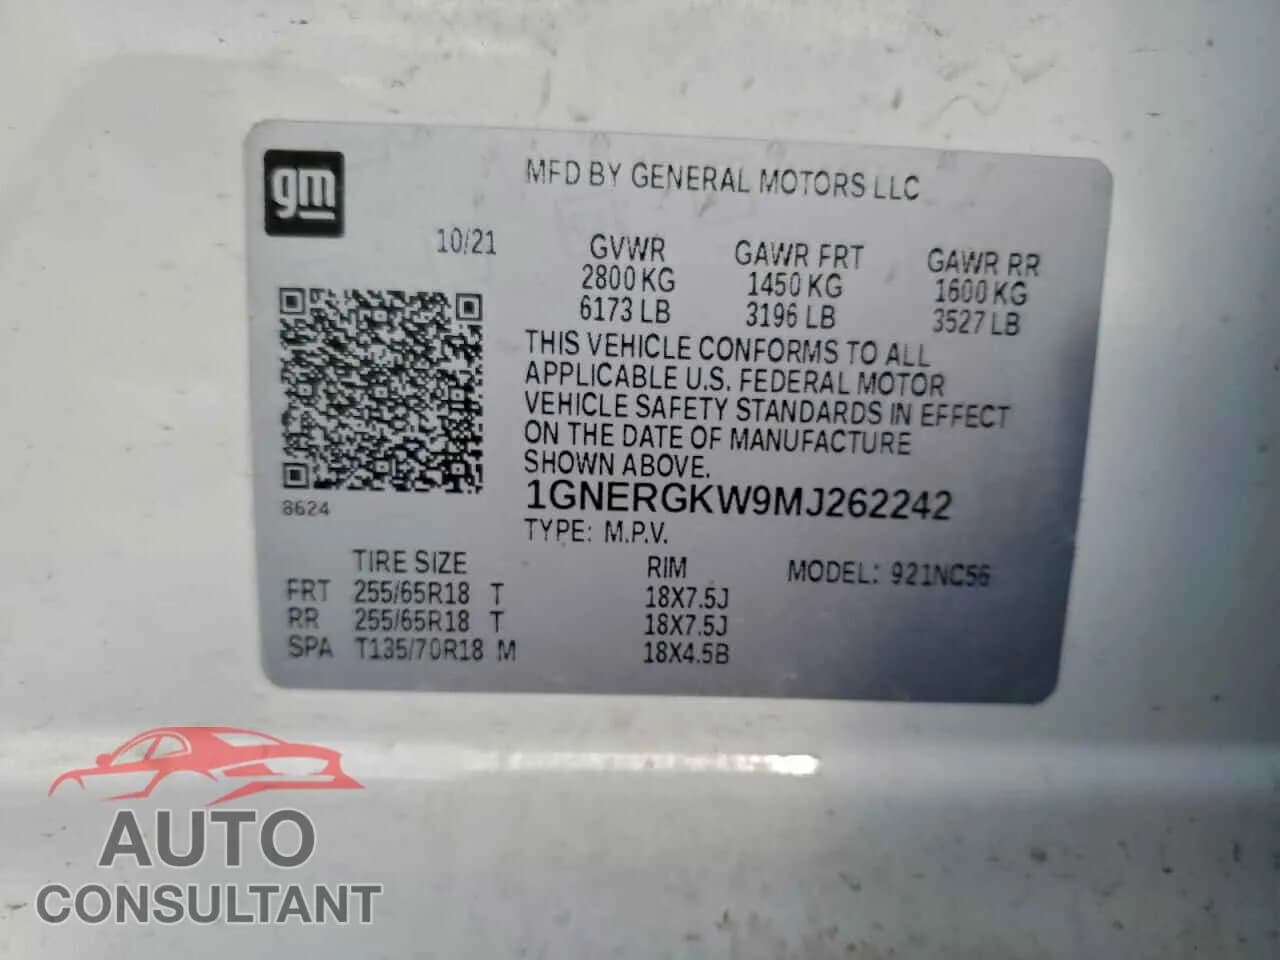 gm
MFD BY GENERAL MOTORS LLC
10/21
GVWR GAWR FRT GAWR RR
2800 KG 1450 KG 1600 KG
6173 LB 3196 LB 3527 LB
THIS VEHICLE CONFORMS TO ALL
APPLICABLE U.S. FEDERAL MOTOR
VEHICLE SAFETY STANDARDS IN EFFECT
ON THE DATE OF MANUFACTURE
SHOWN ABOVE.
1GNERGKW9MJ262242
8624
TYPE: M.P.V.
TIRE SIZE RIM MODEL: 921NC56
FRT 255/65R18 T 18X7.5J
RR 255/65R18 T 18X7.5J
SPA T135/70R18 M 18X4.5B
AUTO
CONSULTANT